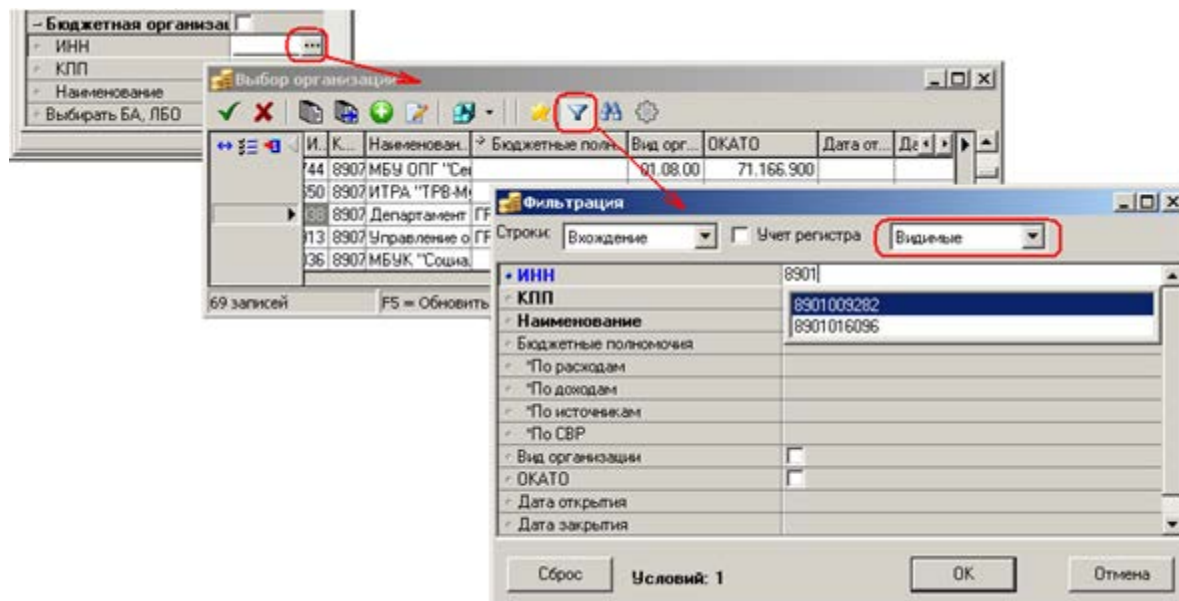 Бюджетная организац
ИНН ...
КПП
Наименование
Выбирать БА, ЛБО
Выбор организации
И. К... Наименован. Бюджетные полн. Вид орг... ОКАТО Дата от...
744 8907 МБУ ОПГ "Сен 01.08.00 71.166.900
650 8907 ИТРА "ТРВ-М
38 8907 Департамент ГР
913 8907 Управление о ГР
036 8907 МБУК "Социа.
69 записей F5 = Обновить
Фильтрация
Строки: Вхождение Учет регистра Видимые
ИНН 8901
8901009282
8901016096
КПП
Наименование
Бюджетные полномочия
*По расходам
*По доходам
*По источникам
*По СВР
Вид организации
ОКАТО
Дата открытия
Дата закрытия
Сброс Условий: 1 OK Отмена